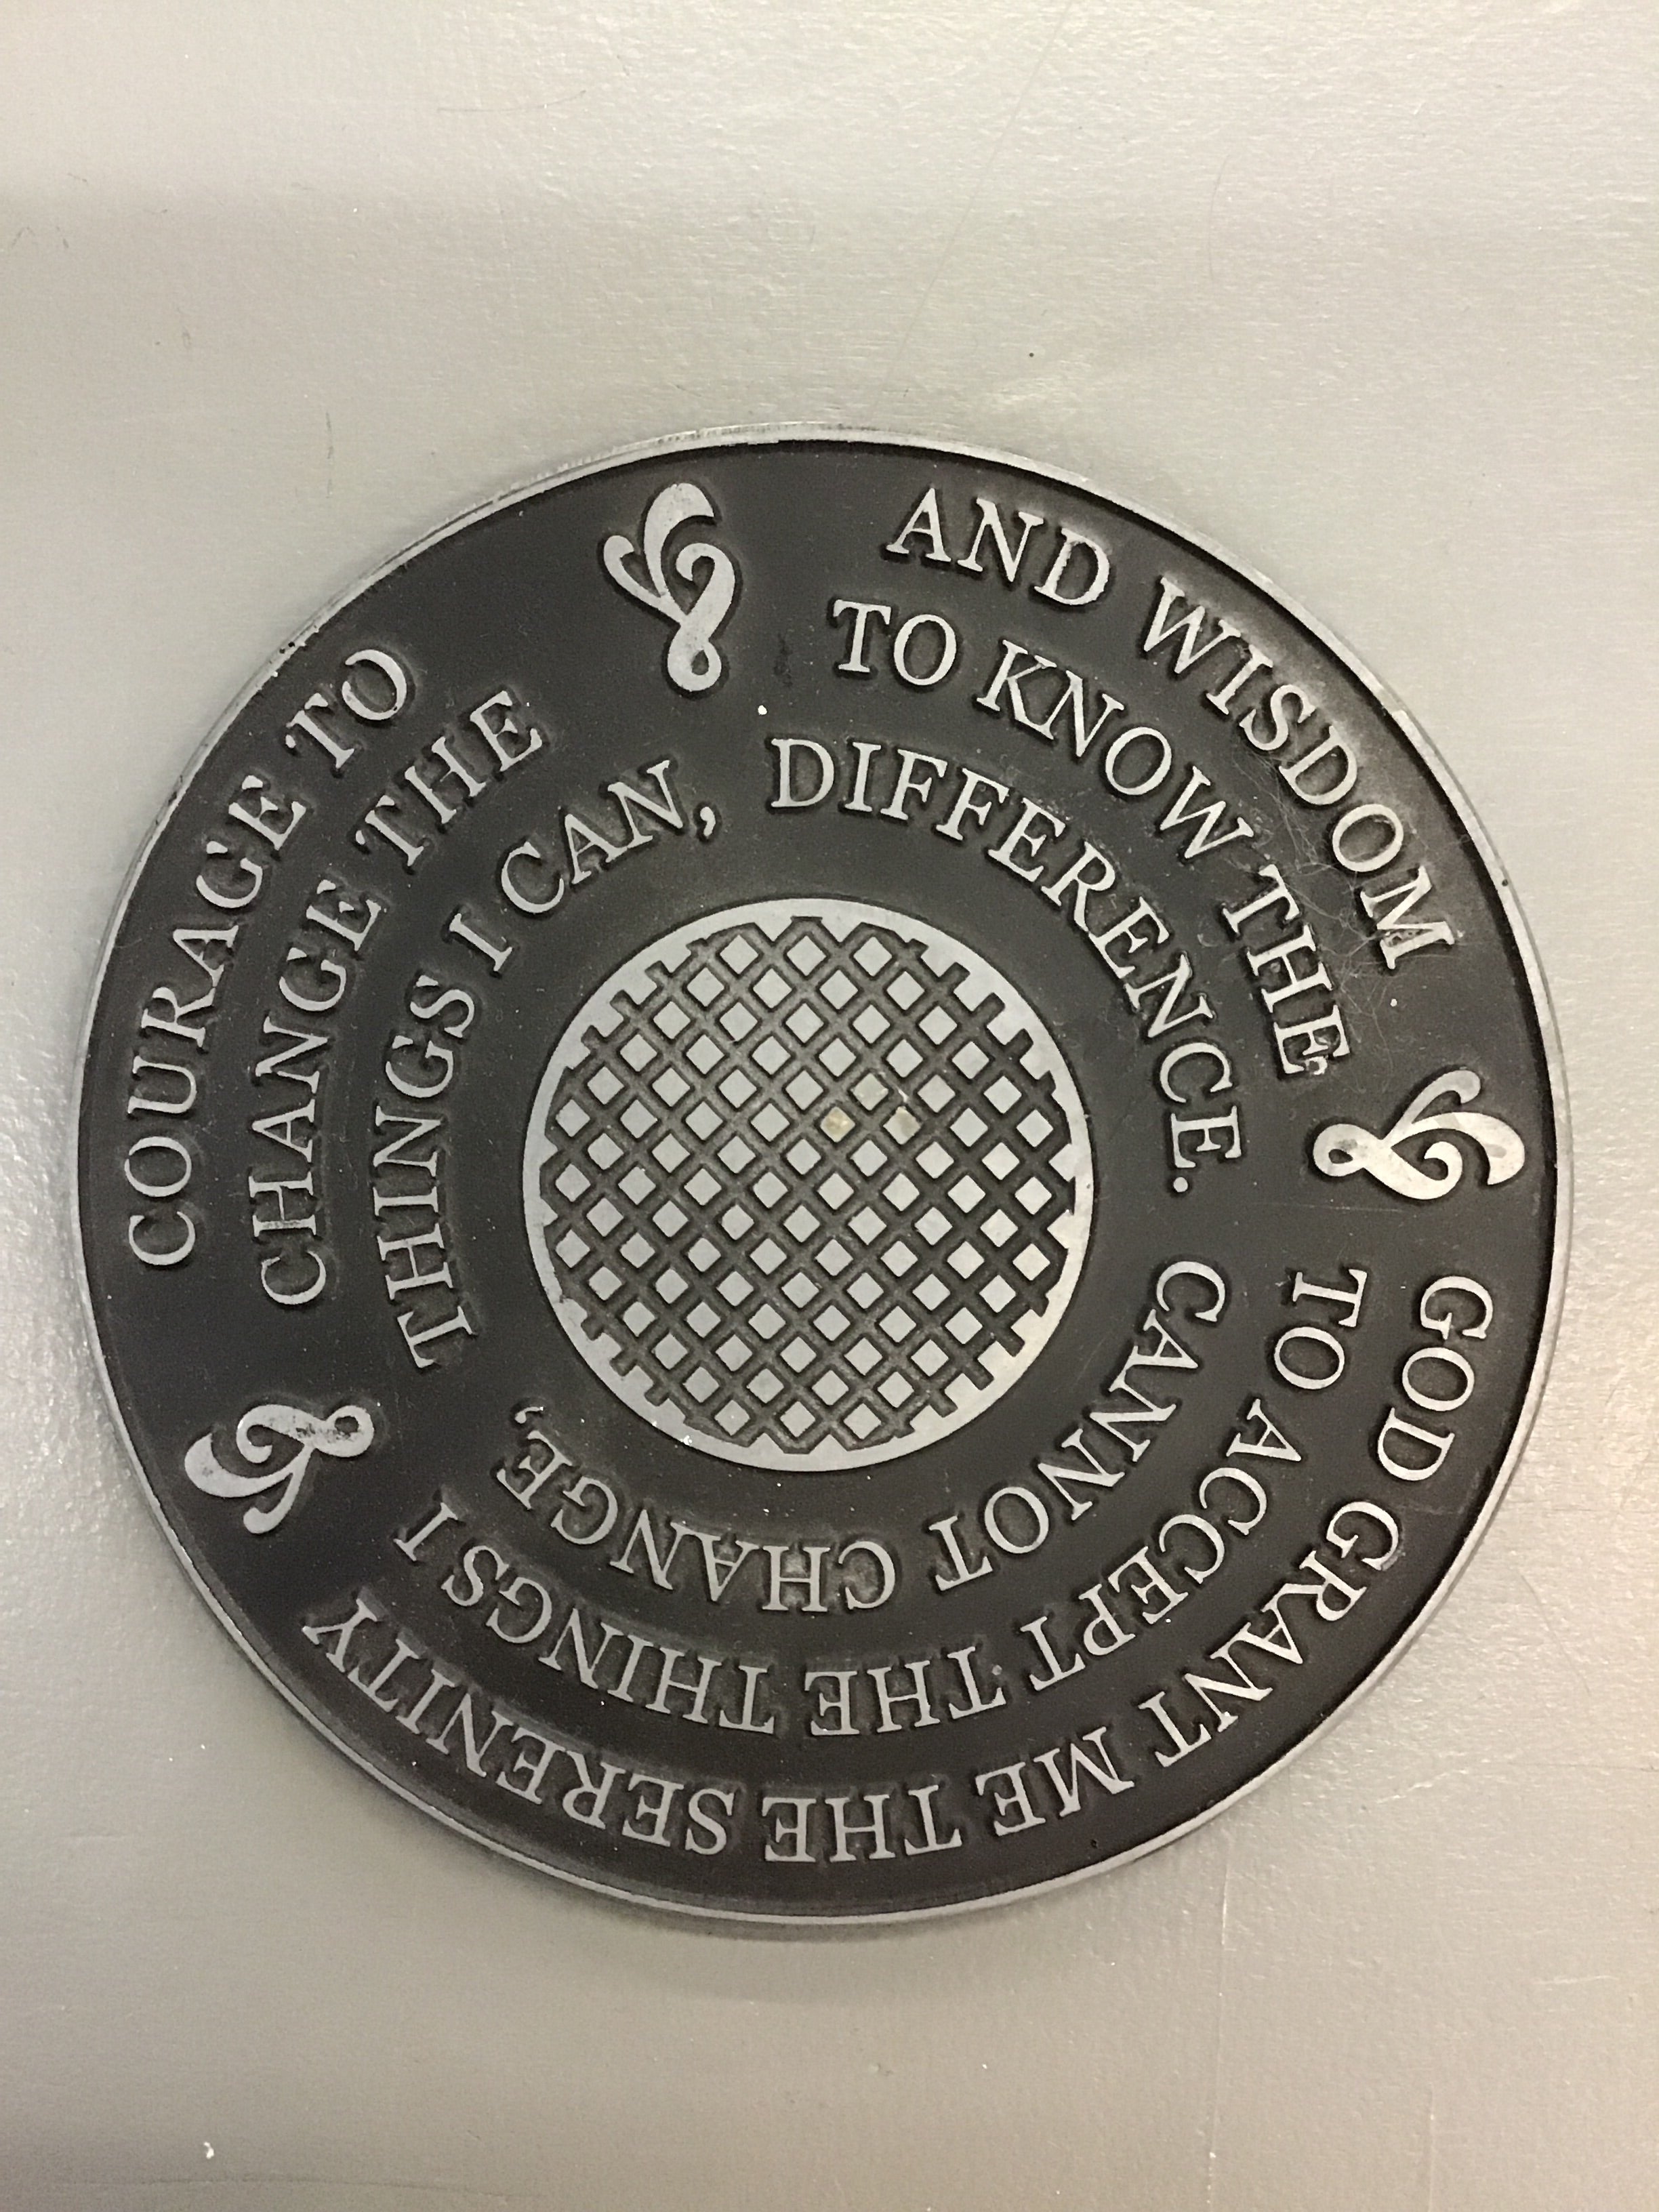 GOD GRANT ME THE SERENITY
TO ACCEPT THE THINGS I
CANNOT CHANGE,
COURAGE TO
CHANGE THE
THINGS I CAN,
AND WISDOM
TO KNOW THE
DIFFERENCE.